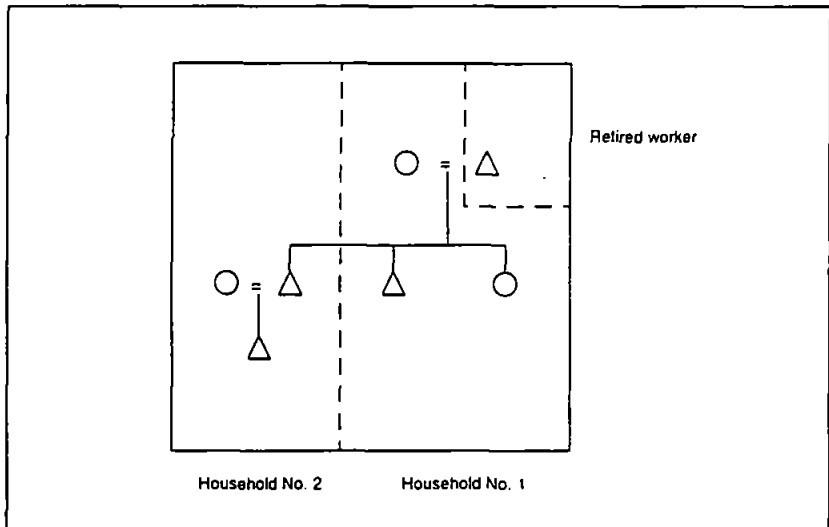 Retired worker
=
=
Household No. 2 Household No. 1